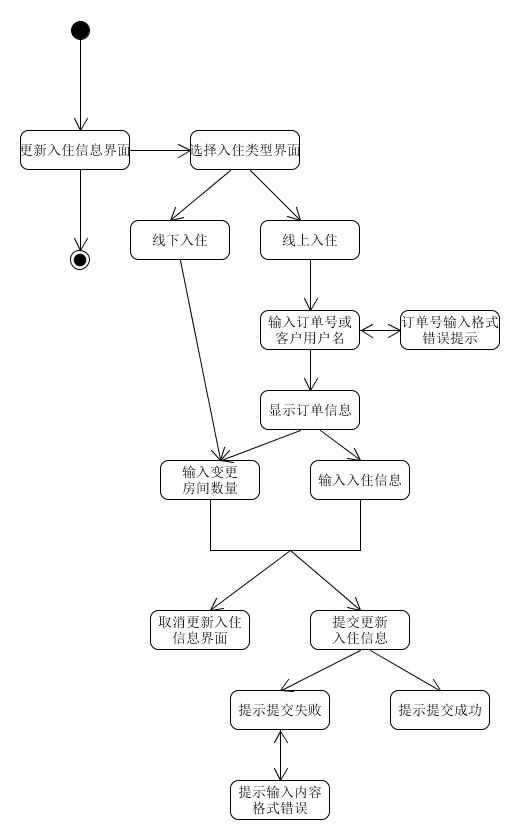 更新入住信息界面
选择入住类型界面
线下入住
线上入住
输入订单号或
客户用户名
订单号输入格式
错误提示
显示订单信息
输入变更
房间数量
输入入住信息
取消更新入住
信息界面
提交更新
入住信息
提示提交失败
提示提交成功
提示输入内容
格式错误